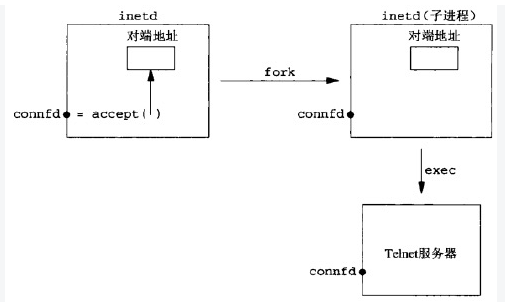 inetd
对端地址
connfd = accept( )
fork
inetd(子进程)
对端地址
connfd
exec
Telnet服务器
connfd